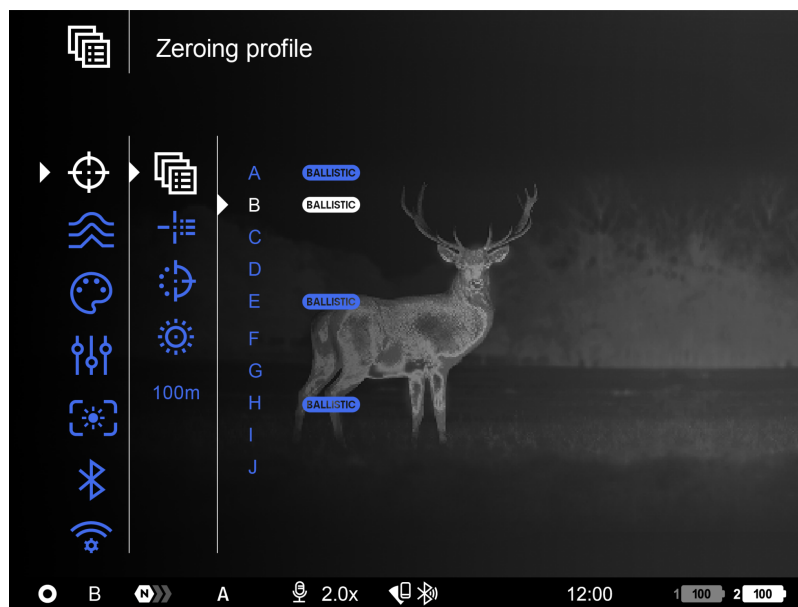 Zeroing profile
A BALLISTIC
B BALLISTIC
C
D
E BALLISTIC
F
G
100m
H BALLISTIC
I
J
B N A 2.0x 12:00 1 100 2 100